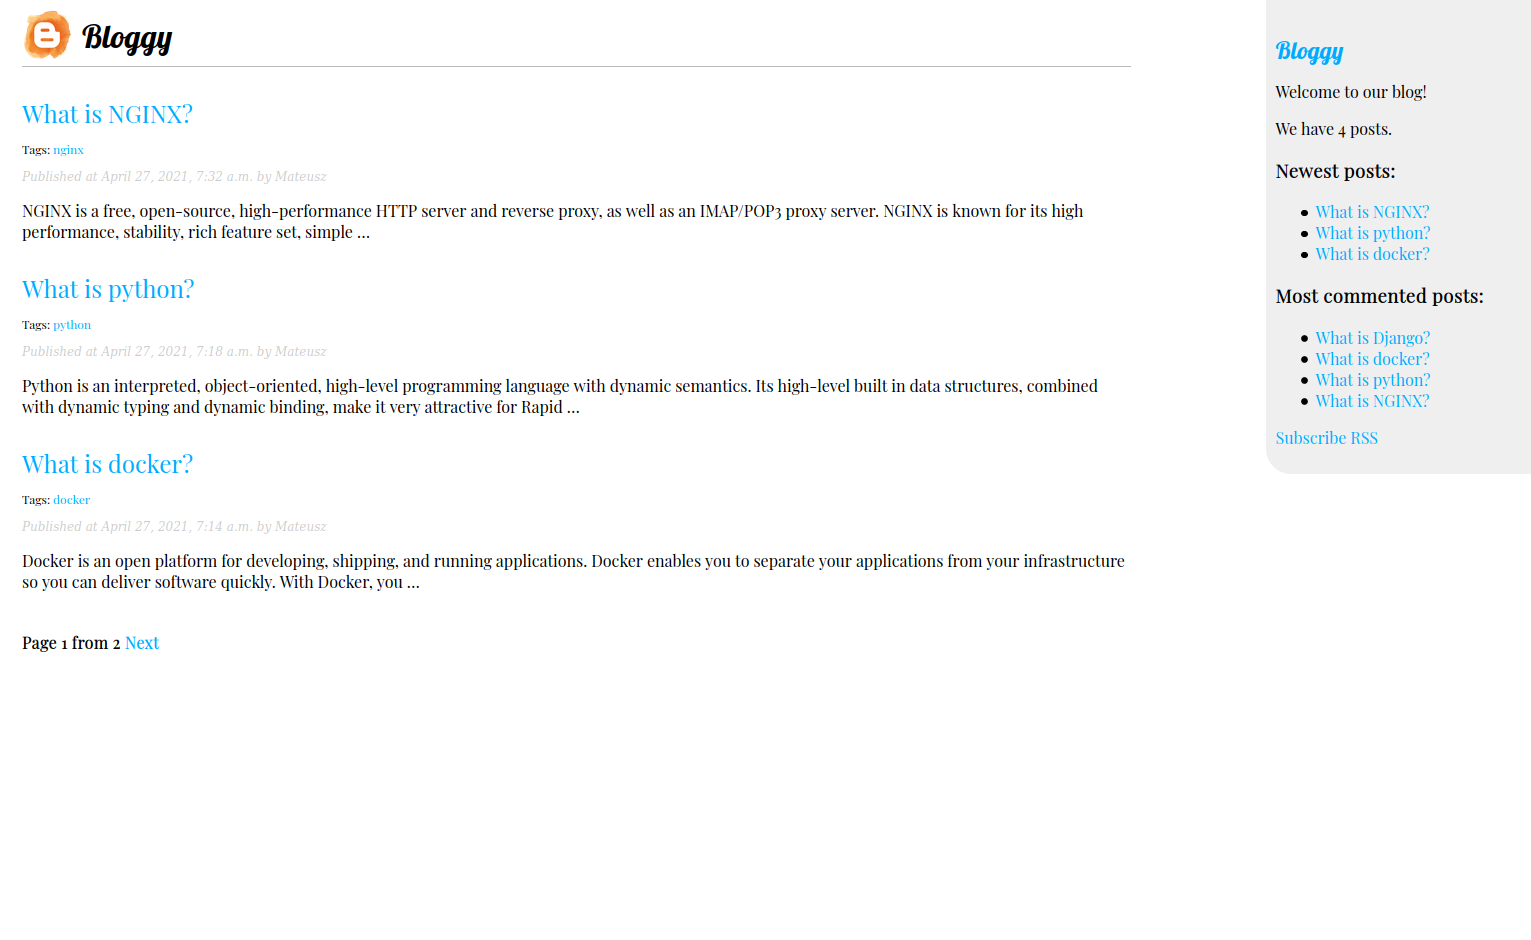 Bloggy
What is NGINX?
Tags: nginx
Published at April 27, 2021, 7:32 a.m. by Mateusz
NGINX is a free, open-source, high-performance HTTP server and reverse proxy, as well as an IMAP/POP3 proxy server. NGINX is known for its high
performance, stability, rich feature set, simple …
What is python?
Tags: python
Published at April 27, 2021, 7:18 a.m. by Mateusz
Python is an interpreted, object-oriented, high-level programming language with dynamic semantics. Its high-level built in data structures, combined
with dynamic typing and dynamic binding, make it very attractive for Rapid …
What is docker?
Tags: docker
Published at April 27, 2021, 7:14 a.m. by Mateusz
Docker is an open platform for developing, shipping, and running applications. Docker enables you to separate your applications from your infrastructure
so you can deliver software quickly. With Docker, you …
Page 1 from 2 Next
Bloggy
Welcome to our blog!
We have 4 posts.
Newest posts:
What is NGINX?
What is python?
What is docker?
Most commented posts:
What is Django?
What is docker?
What is python?
What is NGINX?
Subscribe RSS